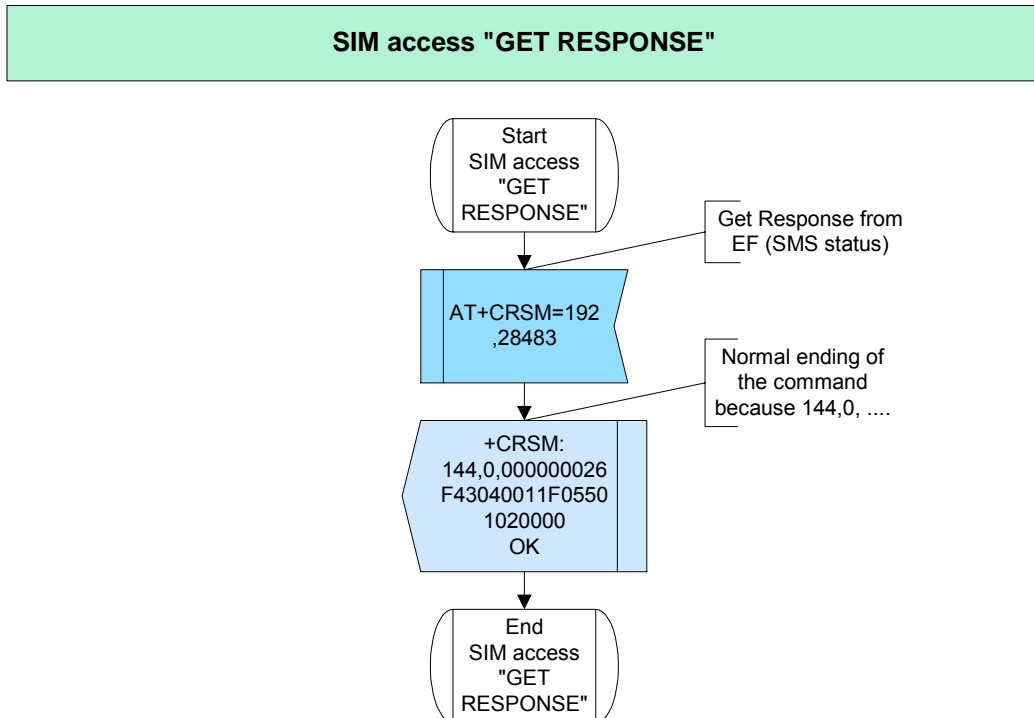 SIM access "GET RESPONSE"
Start
SIM access
"GET
RESPONSE"
Get Response from
EF (SMS status)
AT+CRSM=192
,28483
Normal ending of
the command
because 144,0, ....
+CRSM:
144,0,000000026
F43040011F0550
1020000
OK
End
SIM access
"GET
RESPONSE"